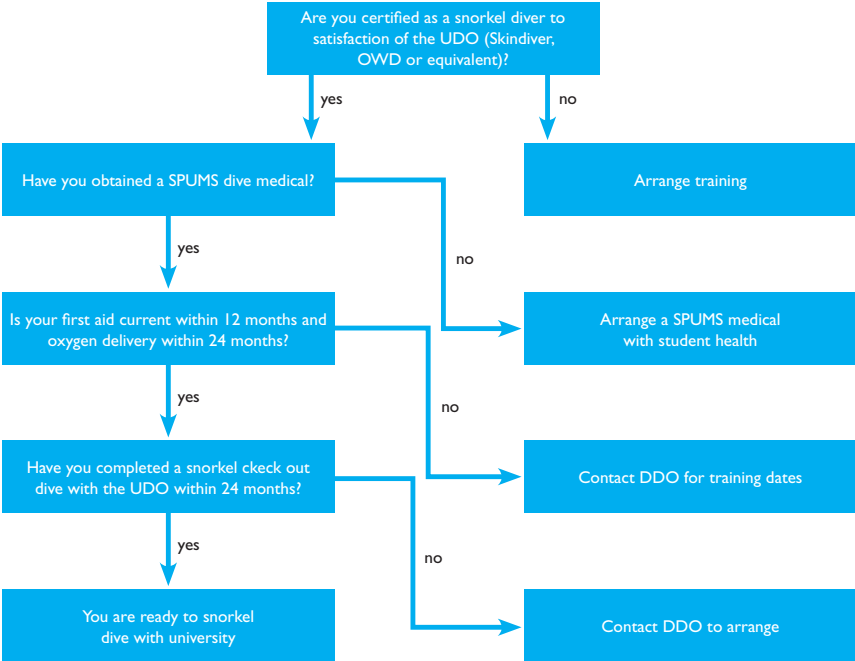 Are you certified as a snorkel diver to
satisfaction of the UDO (Skindiver,
OWD or equivalent)?
yes
no
Have you obtained a SPUMS dive medical?
Arrange training
yes
no
Is your first aid current within 12 months and
oxygen delivery within 24 months?
Arrange a SPUMS medical
with student health
yes
no
Have you completed a snorkel ckeck out
dive with the UDO within 24 months?
Contact DDO for training dates
yes
no
You are ready to snorkel
dive with university
Contact DDO to arrange